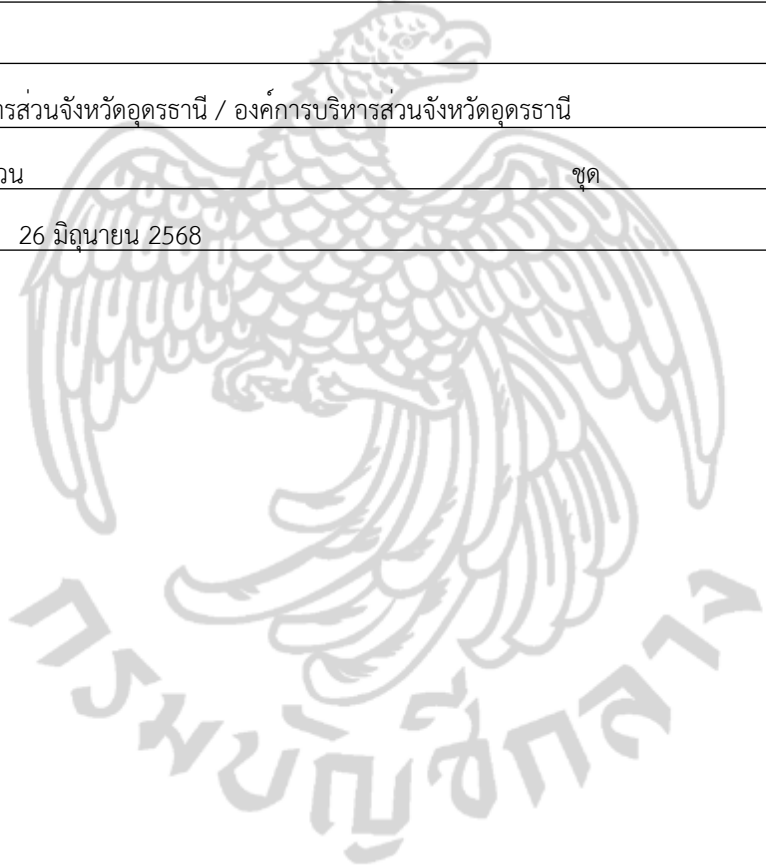 ารส่วนจังหวัดอุดรธานี / องค์การบริหารส่วนจังหวัดอุดรธานี
วน ชุด
26 มิถุนายน 2568
กรมบัญชีกลาง